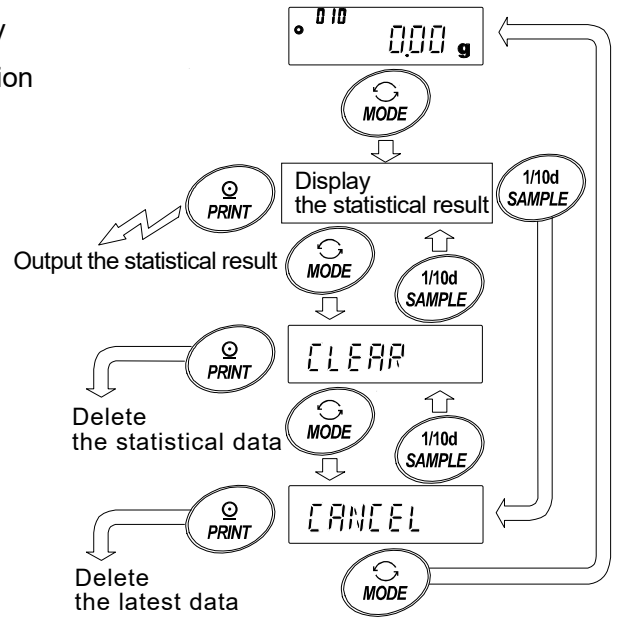 y
ion
010
0.00 g
MODE
Display
the statistical result
PRINT
1/10d
SAMPLE
Output the statistical result
MODE
1/10d
SAMPLE
PRINT
CLEAR
Delete
the statistical data
MODE
1/10d
SAMPLE
PRINT
CANCEL
Delete
the latest data
MODE